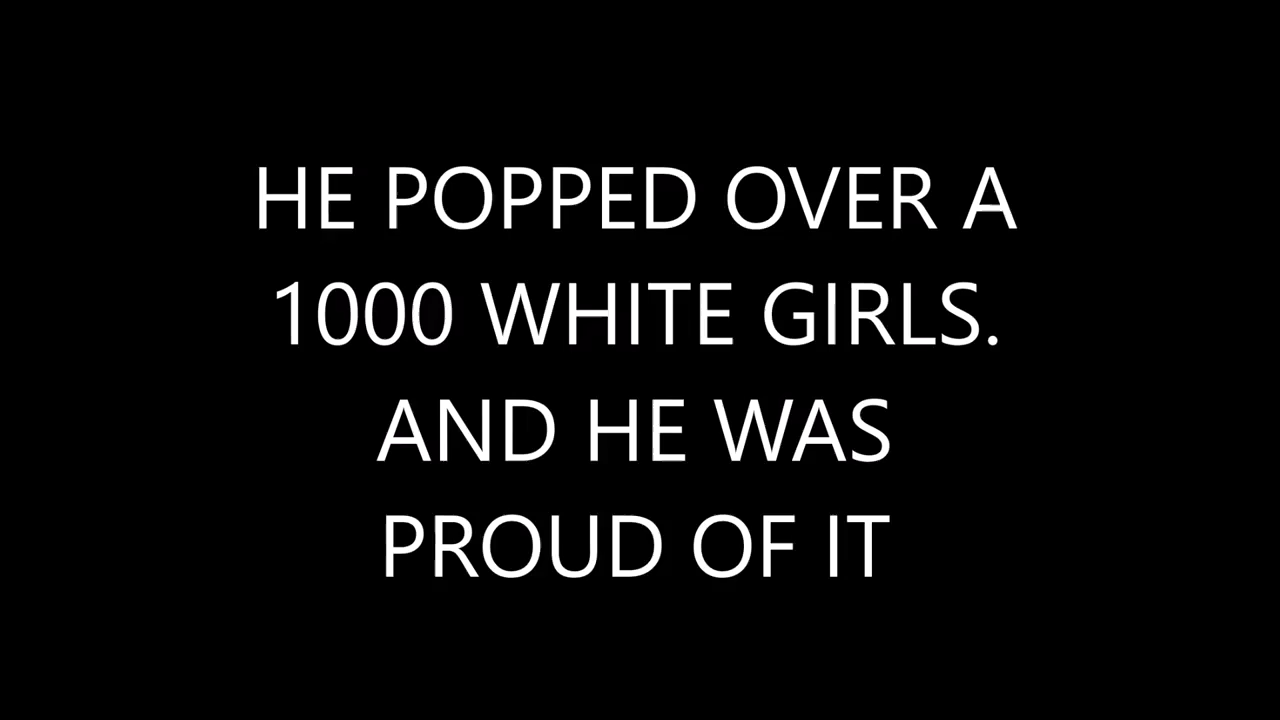 HE POPPED OVER A
1000 WHITE GIRLS.
AND HE WAS
PROUD OF IT